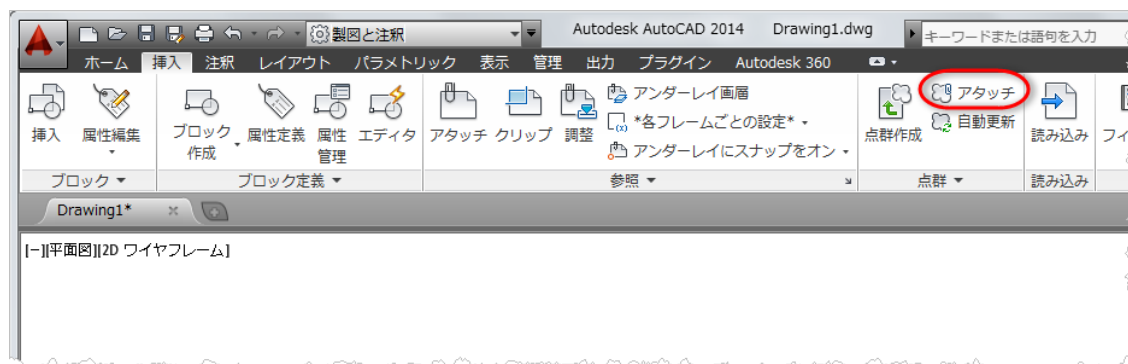 製図と注釈 Autodesk AutoCAD 2014 Drawing1.dwg キーワードまたは語句を入力
ホーム 挿入 注釈 レイアウト パラメトリック 表示 管理 出力 プラグイン Autodesk 360
挿入 属性編集 ブロック作成 属性定義 属性管理 エディタ アタッチ クリップ 調整
アンダーレイ画層
*各フレームごとの設定*
アンダーレイにスナップをオン
点群作成 アタッチ
自動更新
読み込み
ブロック ブロック定義 参照 点群 読み込み
Drawing1*
[-][平面図][2D ワイヤフレーム]